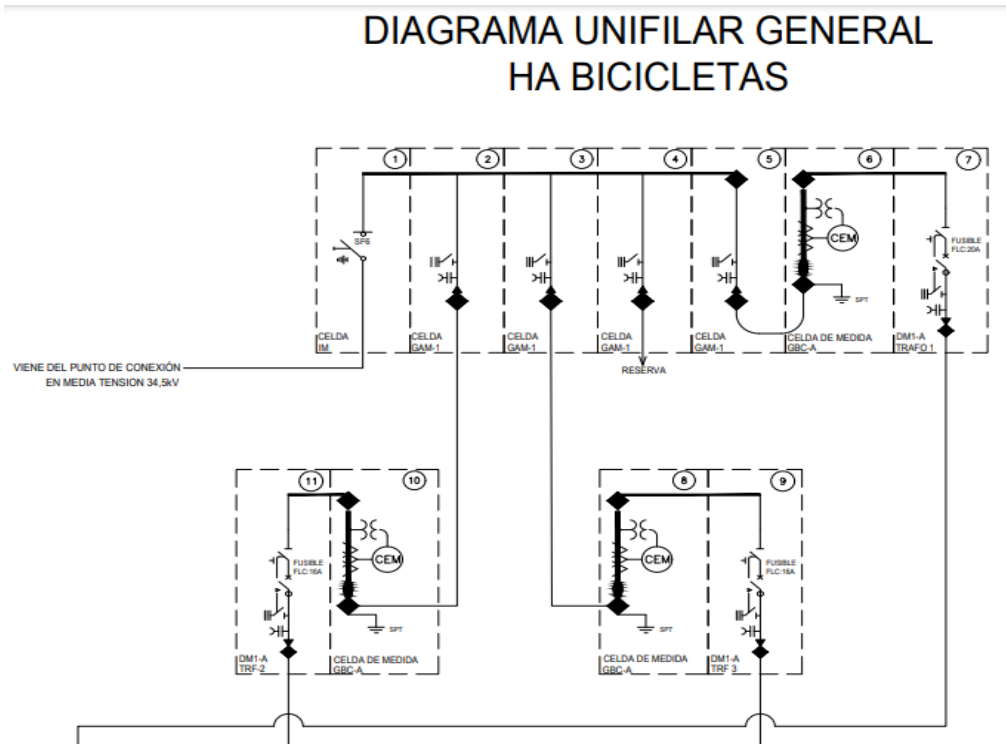 DIAGRAMA UNIFILAR GENERAL
HA BICICLETAS
1
2
3
4
5
6
7
SF6
CEM
FUSIBLE
FLC:20A
SPT
CELDA
IM
CELDA
GAM-1
CELDA
GAM-1
CELDA
GAM-1
CELDA
GAM-1
CELDA DE MEDIDA
GBC-A
DM1-A
TRAFO 1
VIENE DEL PUNTO DE CONEXIÓN
EN MEDIA TENSION 34,5kV
RESERVA
11
10
8
9
FUSIBLE
FLC:16A
CEM
CEM
FUSIBLE
FLC:16A
SPT
SPT
DM1-A
TRF-2
CELDA DE MEDIDA
GBC-A
CELDA DE MEDIDA
GBC-A
DM1-A
TRF 3